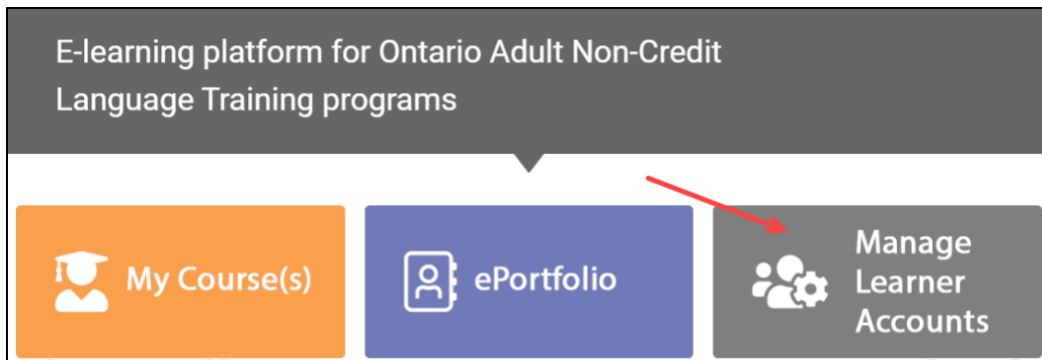 E-learning platform for Ontario Adult Non-Credit
Language Training programs
My Course(s)
ePortfolio
Manage
Learner
Accounts